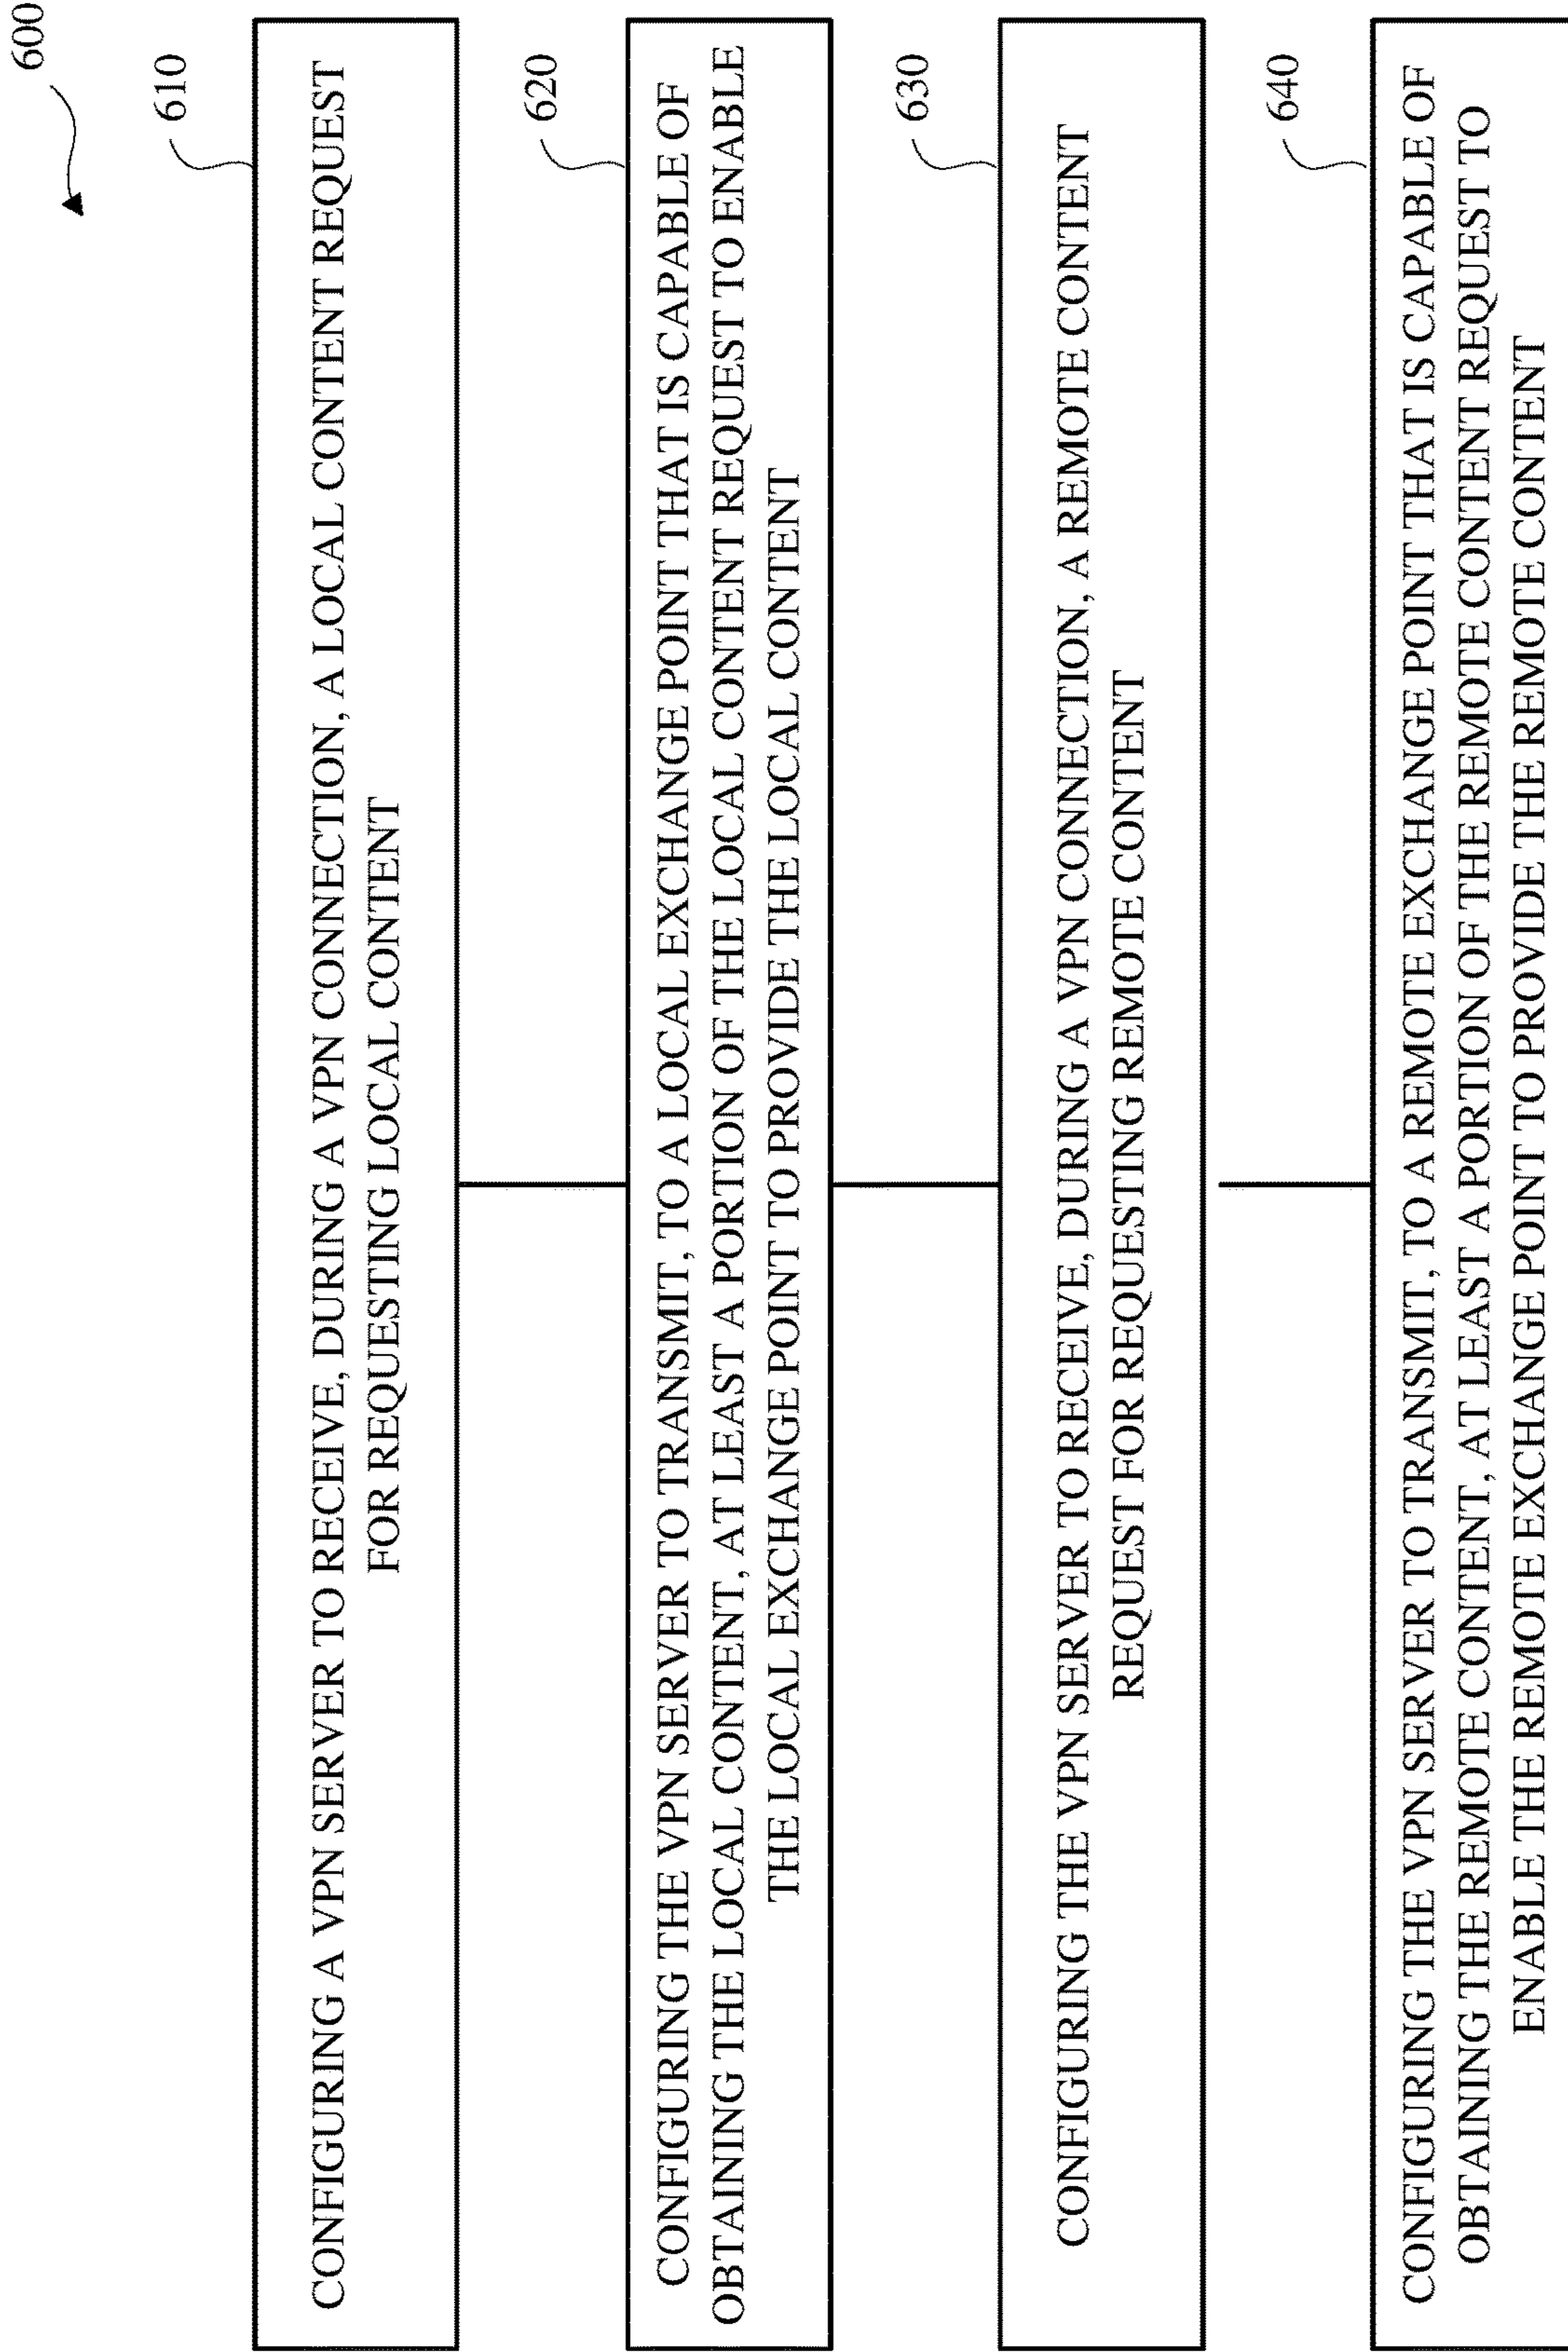 600
610
CONFIGURING A VPN SERVER TO RECEIVE, DURING A VPN CONNECTION, A LOCAL CONTENT REQUEST
FOR REQUESTING LOCAL CONTENT
620
CONFIGURING THE VPN SERVER TO TRANSMIT, TO A LOCAL EXCHANGE POINT THAT IS CAPABLE OF
OBTAINING THE LOCAL CONTENT, AT LEAST A PORTION OF THE LOCAL CONTENT REQUEST TO ENABLE
THE LOCAL EXCHANGE POINT TO PROVIDE THE LOCAL CONTENT
630
CONFIGURING THE VPN SERVER TO RECEIVE, DURING A VPN CONNECTION, A REMOTE CONTENT
REQUEST FOR REQUESTING REMOTE CONTENT
640
CONFIGURING THE VPN SERVER TO TRANSMIT, TO A REMOTE EXCHANGE POINT THAT IS CAPABLE OF
OBTAINING THE REMOTE CONTENT, AT LEAST A PORTION OF THE REMOTE CONTENT REQUEST TO
ENABLE THE REMOTE EXCHANGE POINT TO PROVIDE THE REMOTE CONTENT